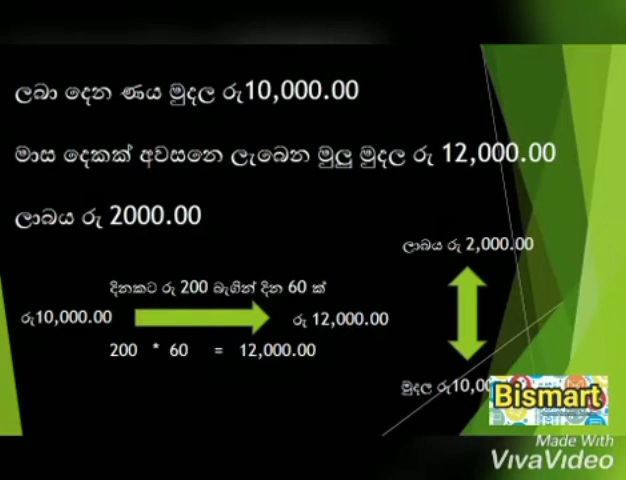 ලබා දෙන ණය මුදල රු10,000.00
මාස දෙකක් අවසනෙ ලැබෙන මුලු මුදල රු 12,000.00
ලාබය රු 2000.00
ලාබය රු 2,000.00
දිනකට රු 200 බැගින් දින 60 ක්
රු10,000.00
රු 12,000.00
200 * 60 = 12,000.00
මුදල රු10,00
Bismart
Made With
VivaVideo